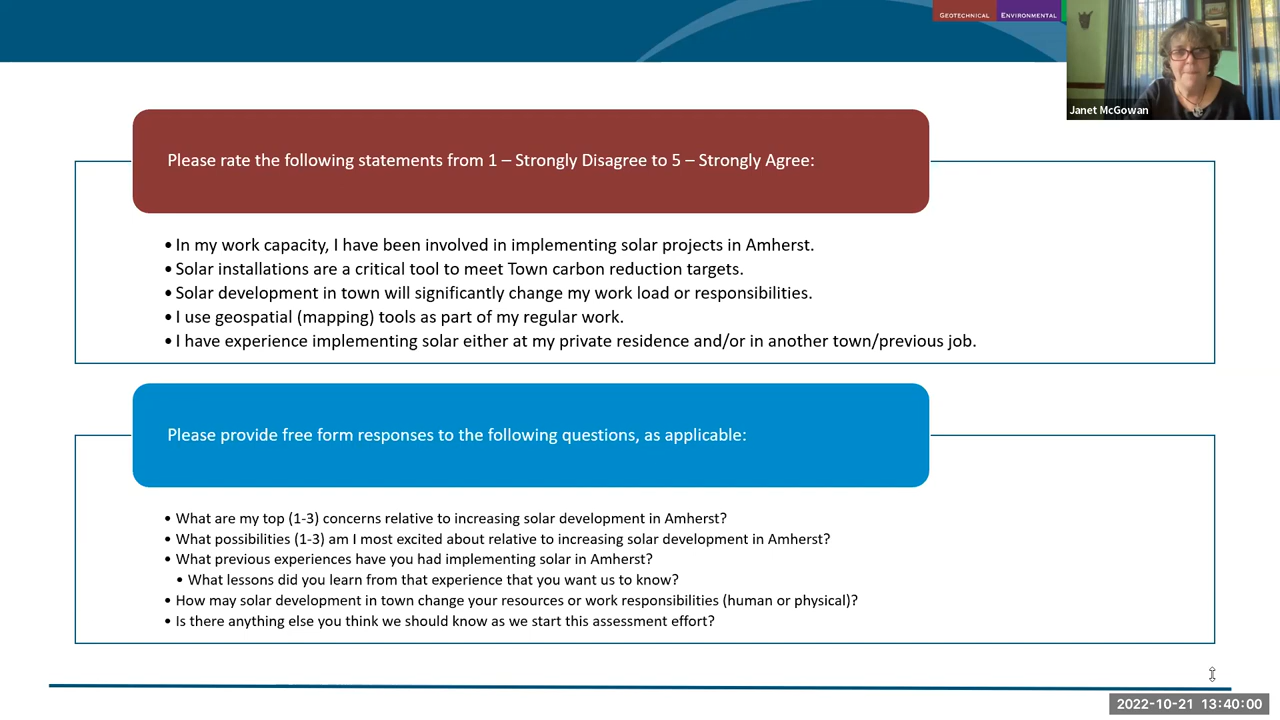 GEOTECHNICAL ENVIRONMENTAL
Janet McGowan
Please rate the following statements from 1 – Strongly Disagree to 5 – Strongly Agree:
• In my work capacity, I have been involved in implementing solar projects in Amherst.
• Solar installations are a critical tool to meet Town carbon reduction targets.
• Solar development in town will significantly change my work load or responsibilities.
• I use geospatial (mapping) tools as part of my regular work.
• I have experience implementing solar either at my private residence and/or in another town/previous job.
Please provide free form responses to the following questions, as applicable:
• What are my top (1-3) concerns relative to increasing solar development in Amherst?
• What possibilities (1-3) am I most excited about relative to increasing solar development in Amherst?
• What previous experiences have you had implementing solar in Amherst?
• What lessons did you learn from that experience that you want us to know?
• How may solar development in town change your resources or work responsibilities (human or physical)?
• Is there anything else you think we should know as we start this assessment effort?
2022-10-21 13:40:00